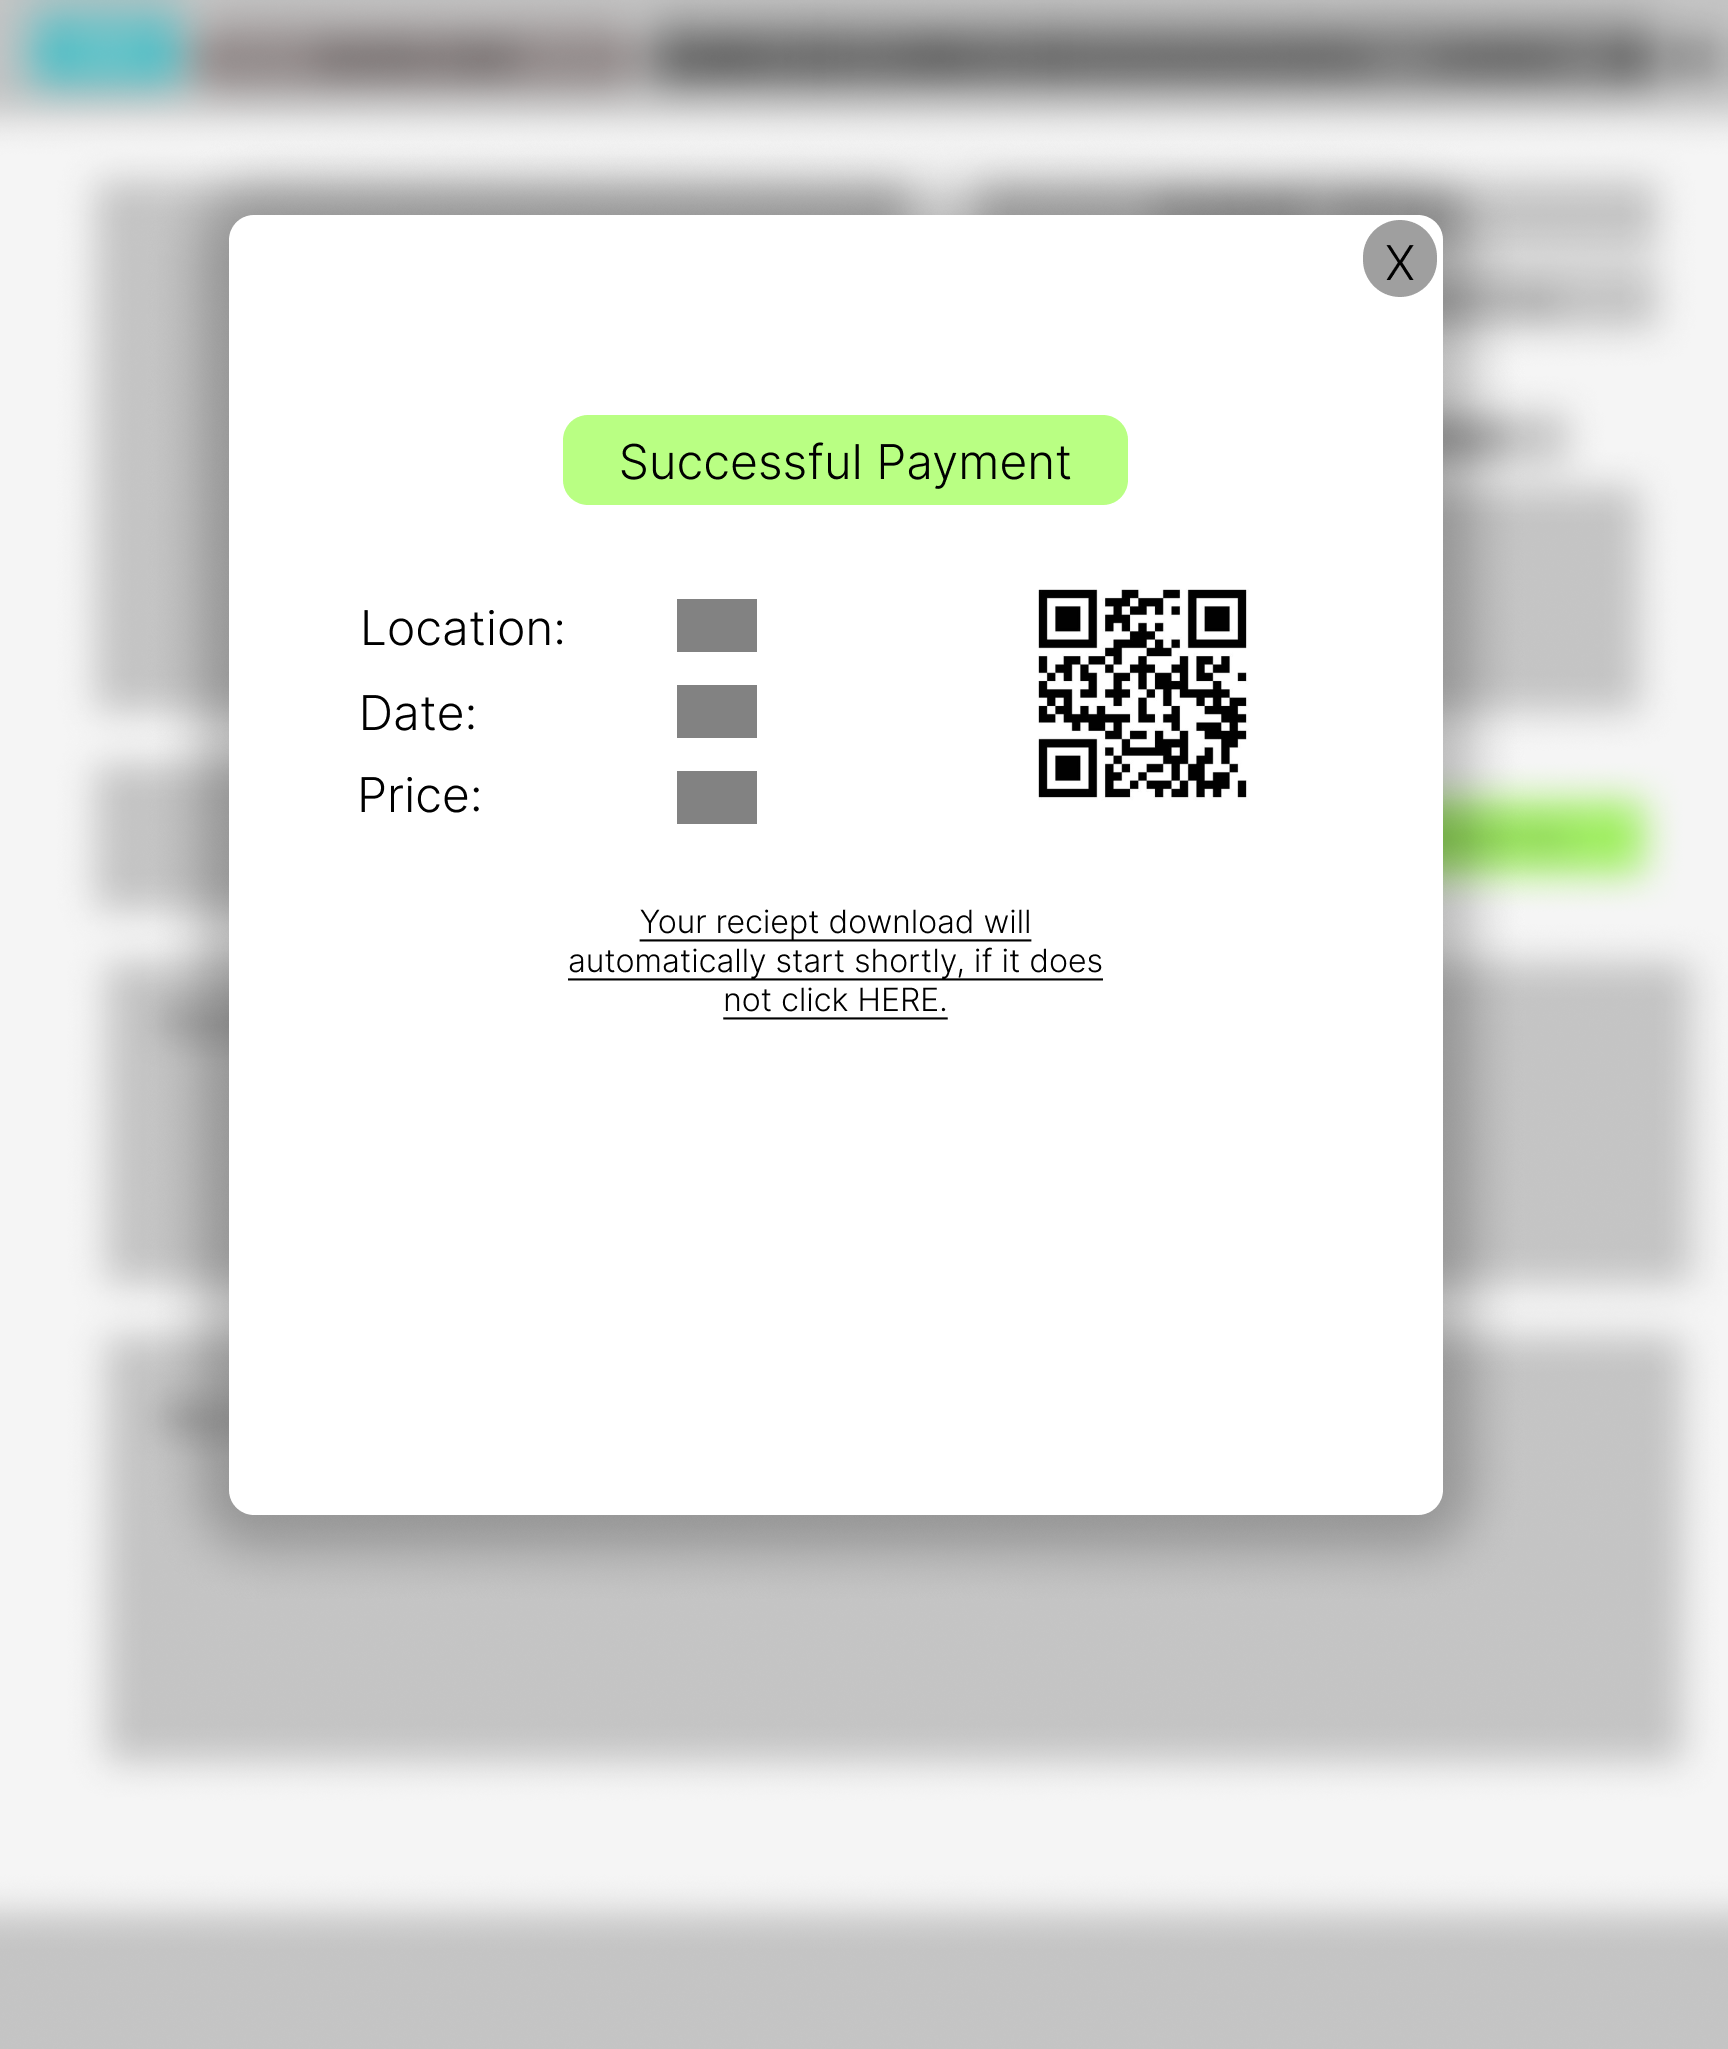 X
Successful Payment
Location:
Date:
Price:
Your reciept download will
automatically start shortly, if it does
not click HERE.